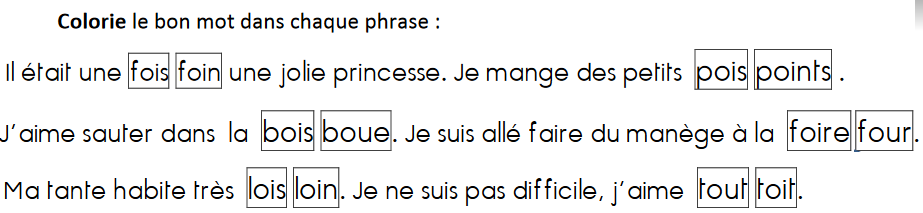 Colorie le bon mot dans chaque phrase :
Il était une fois foin une jolie princesse. Je mange des petits pois points .
J'aime sauter dans la bois boue. Je suis allé faire du manège à la foire four.
Ma tante habite très lois loin. Je ne suis pas difficile, j'aime tout toit.